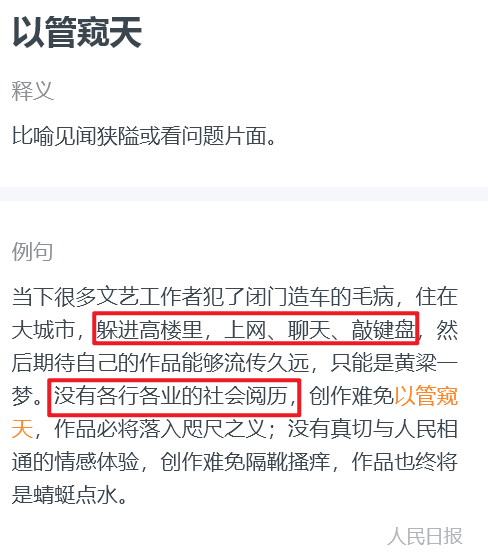 以管窥天
释义
比喻见闻狭隘或看问题片面。
例句
当下很多文艺工作者犯了闭门造车的毛病，住在
大城市，躲进高楼里，上网、聊天、敲键盘，然
后期待自己的作品能够流传久远，只能是黄粱一
梦。没有各行各业的社会阅历，创作难免以管窥
天，作品必将落入咫尺之义；没有真切与人民相
通的情感体验，创作难免隔靴搔痒，作品也终将
是蜻蜓点水。
人民日报